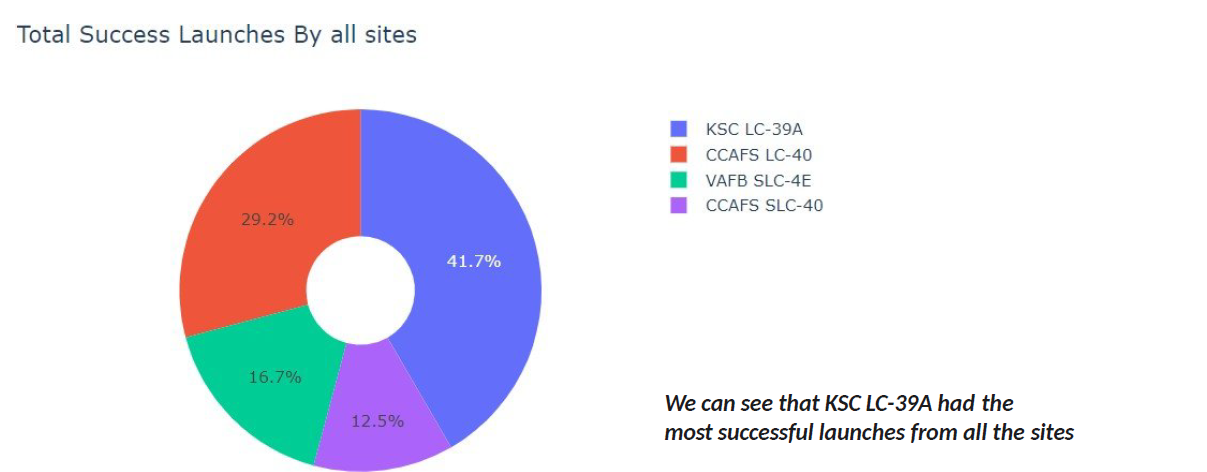 Total Success Launches By all sites
KSC LC-39A
CCAFS LC-40
VAFB SLC-4E
CCAFS SLC-40
29.2%
41.7%
16.7%
12.5%
We can see that KSC LC-39A had the
most successful launches from all the sites